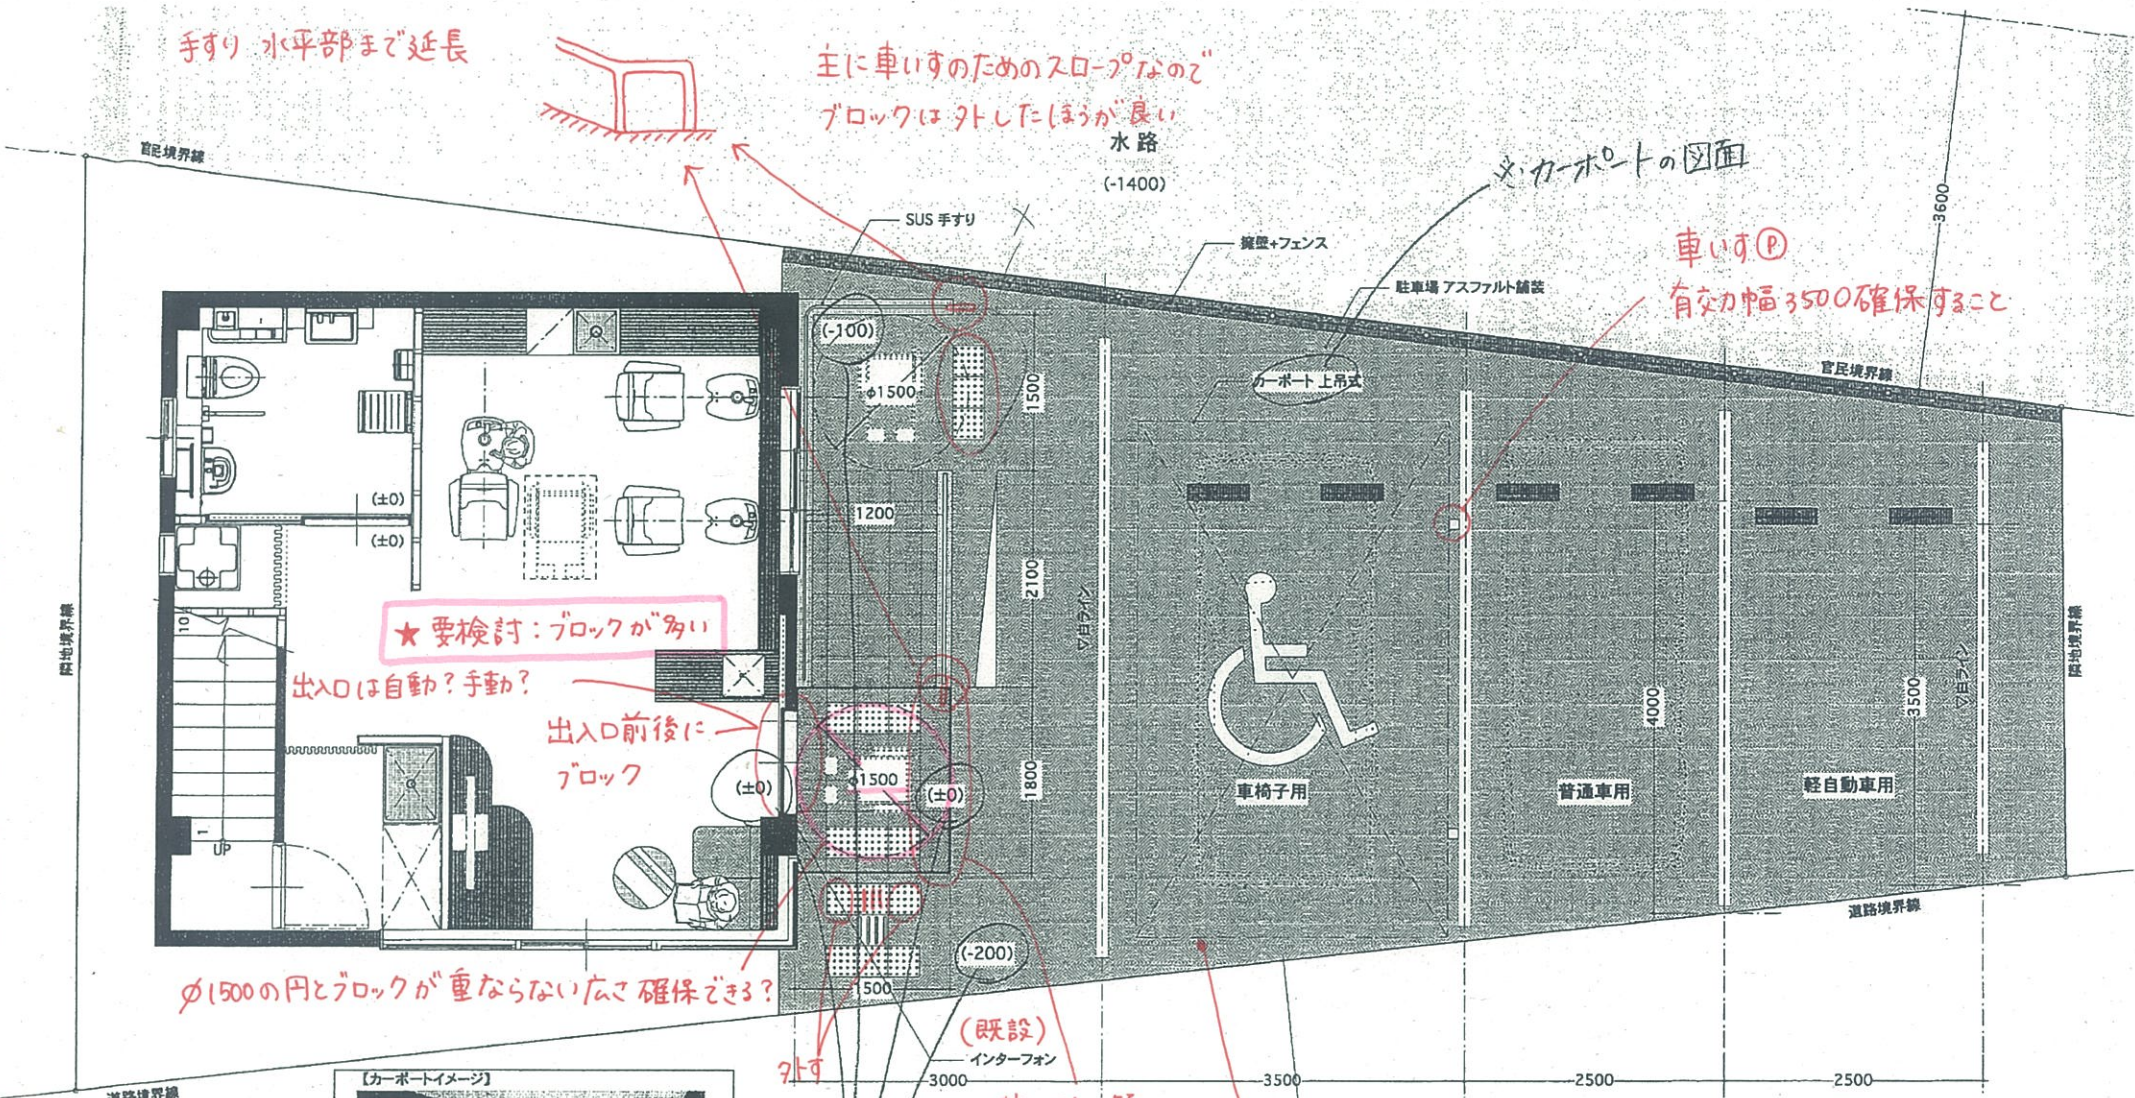 手すり 水平部まで延長
主に車いすのためのスロープなので
ブロックは外したほうが良い
水路
(-1400)
※カーポートの図面
官民境界線
SUS 手すり
擁壁+フェンス
3600
車いすⓅ
有効幅3500確保すること
駐車場 アスファルト舗装
官民境界線
(-100)
φ1500
1500
カーポート 上吊式
(±0)
(±0)
1200
2100
▽白ライン
隣地境界線
10
★ 要検討：ブロックが多い
出入口は自動？手動？
出入口前後に
ブロック
(±0)
φ1500
(±0)
1800
車椅子用
4000
普通車用
3500
軽自動車用
▽白ライン
隣地境界線
1
UP
道路境界線
(-200)
φ1500の円とブロックが重ならない広さ確保できる？
1500
(既設)
インターフォン
外す
3000
3500
2500
2500
【カーポートイメージ】
道路境界線